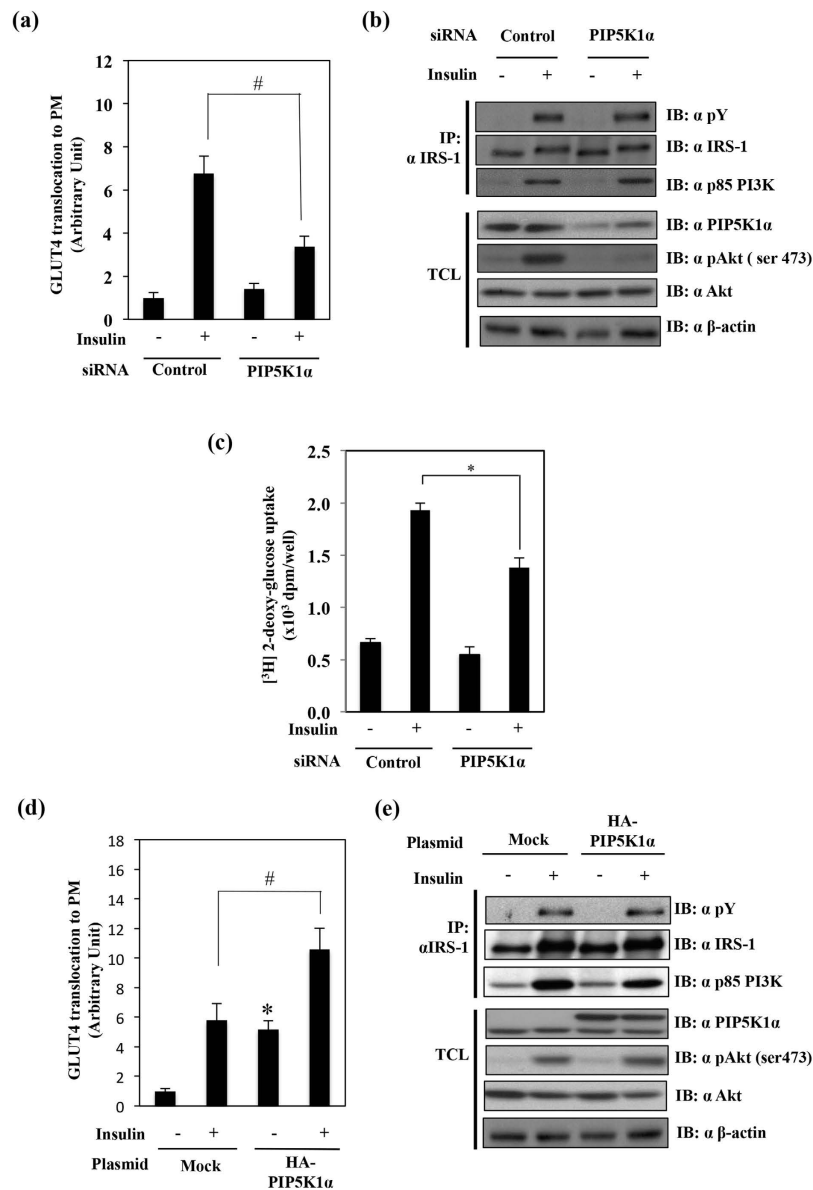 (a)
GLUT4 translocation to PM
(Arbitrary Unit)
12
10
8
6
4
2
0
#
Insulin - + - +
siRNA Control PIP5K1α
(b)
siRNA Control PIP5K1α
Insulin - + - +
IP:
α IRS-1
IB: α pY
IB: α IRS-1
IB: α p85 PI3K
TCL
IB: α PIP5K1α
IB: α pAkt ( ser 473)
IB: α Akt
IB: α β-actin
(c)
[³H] 2-deoxy-glucose uptake
(x10³ dpm/well)
2.5
2.0
1.5
1.0
0.5
0.0
*
Insulin - + - +
siRNA Control PIP5K1α
(d)
GLUT4 translocation to PM
(Arbitrary Unit)
18
16
14
12
10
8
6
4
2
0
#
*
Insulin - + - +
Plasmid Mock HA-
PIP5K1α
(e)
HA-
Plasmid Mock PIP5K1α
Insulin - + - +
IP:
αIRS-1
IB: α pY
IB: α IRS-1
IB: α p85 PI3K
TCL
IB: α PIP5K1α
IB: α pAkt (ser473)
IB: α Akt
IB: α β-actin